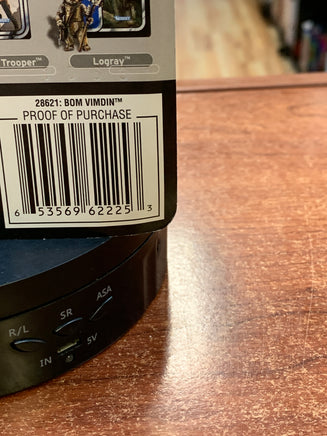 Trooper™ Logray™
28621: BOM VIMDIN™
PROOF OF PURCHASE
6 53569 62225 3
SR ASA
R/L
IN 5V